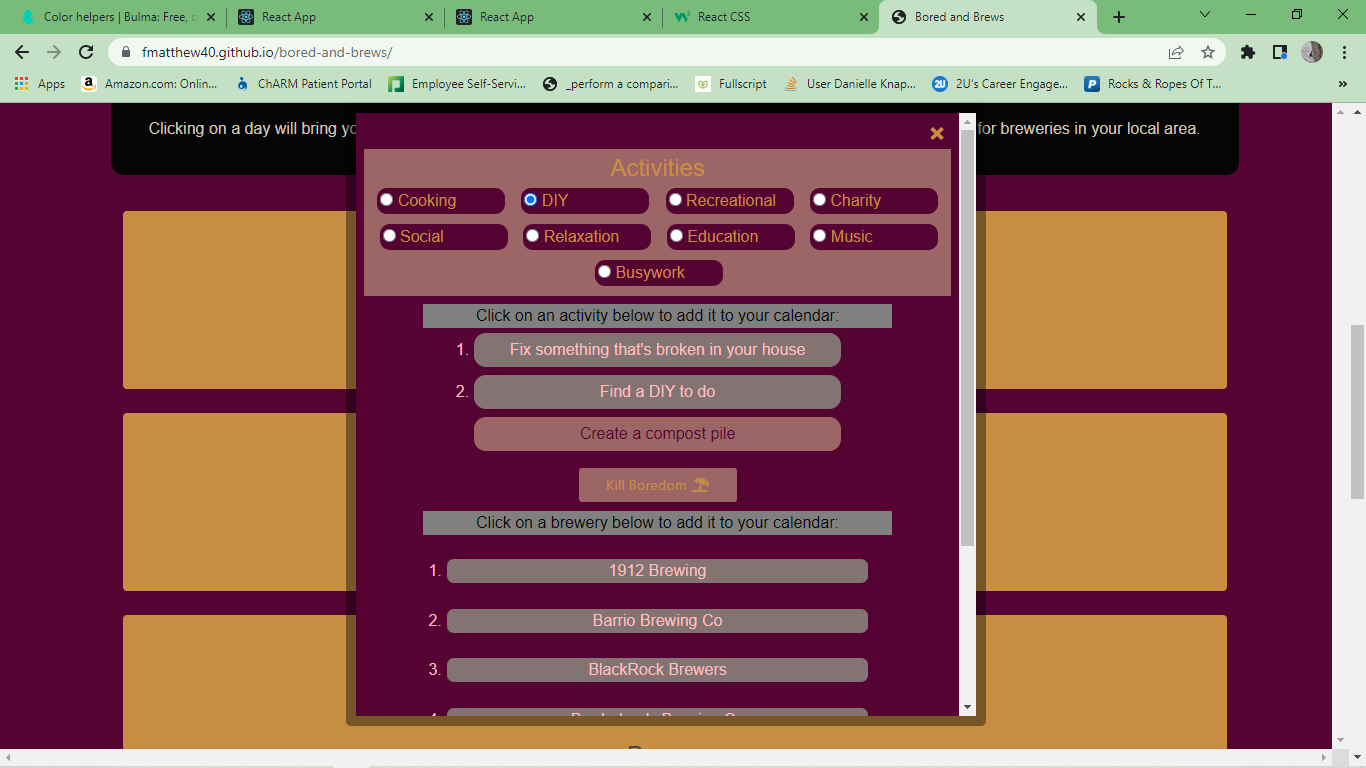 Color helpers | Bulma: Free, React App React App React CSS Bored and Brews
fmatthew40.github.io/bored-and-brews/
Apps Amazon.com: Onlin... ChARM Patient Portal Employee Self-Servi... _perform a compari... Fullscript User Danielle Knap... 2U's Career Engage... Rocks & Ropes Of T... »
Clicking on a day will bring for breweries in your local area.
Activities
Cooking DIY Recreational Charity
Social Relaxation Education Music
Busywork
Click on an activity below to add it to your calendar:
1. Fix something that's broken in your house
2. Find a DIY to do
Create a compost pile
Kill Boredom
Click on a brewery below to add it to your calendar:
1. 1912 Brewing
2. Barrio Brewing Co
3. BlackRock Brewers